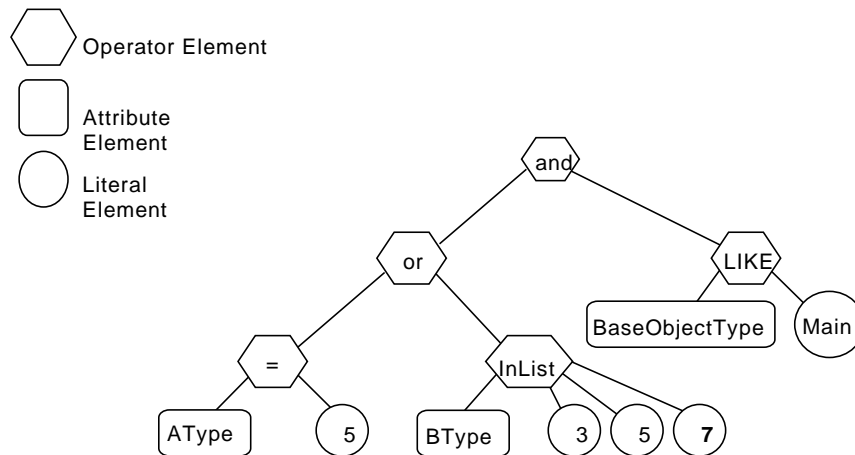 Operator Element
Attribute
Element
Literal
Element
and
or
LIKE
BaseObjectType
Main
=
InList
AType
5
BType
3
5
7